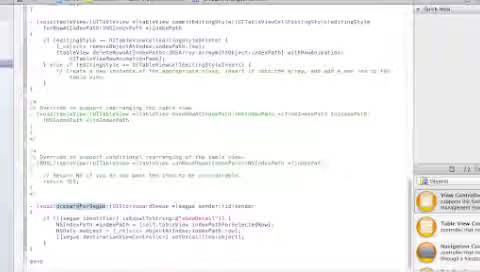 - (void)tableView:(UITableView *)tableView commitEditingStyle:(UITableViewCellEditingStyle)editingStyle
forRowAtIndexPath:(NSIndexPath *)indexPath
{
if (editingStyle == UITableViewCellEditingStyleDelete) {
[_objects removeObjectAtIndex:indexPath.row];
[tableView deleteRowsAtIndexPaths:@[indexPath] withRowAnimation:
UITableViewRowAnimationFade];
} else if (editingStyle == UITableViewCellEditingStyleInsert) {
// Create a new instance of the appropriate class, insert it into the array, and add a new row to the
table view.
}
}
/*
// Override to support rearranging the table view.
- (void)tableView:(UITableView *)tableView moveRowAtIndexPath:(NSIndexPath *)fromIndexPath toIndexPath:
(NSIndexPath *)toIndexPath
{
}
*/
/*
// Override to support conditional rearranging of the table view.
- (BOOL)tableView:(UITableView *)tableView canMoveRowAtIndexPath:(NSIndexPath *)indexPath
{
// Return NO if you do not want the item to be re-orderable.
return YES;
}
*/
- (void)prepareForSegue:(UIStoryboardSegue *)segue sender:(id)sender
{
if ([[segue identifier] isEqualToString:@"showDetail"]) {
NSIndexPath *indexPath = [self.tableView indexPathForSelectedRow];
NSDate *object = [_objects objectAtIndex:indexPath.row];
[[segue destinationViewController] setDetailItem:object];
}
}
@end
Quick Help
Objects
View Controller
Table View Con
Navigation Con